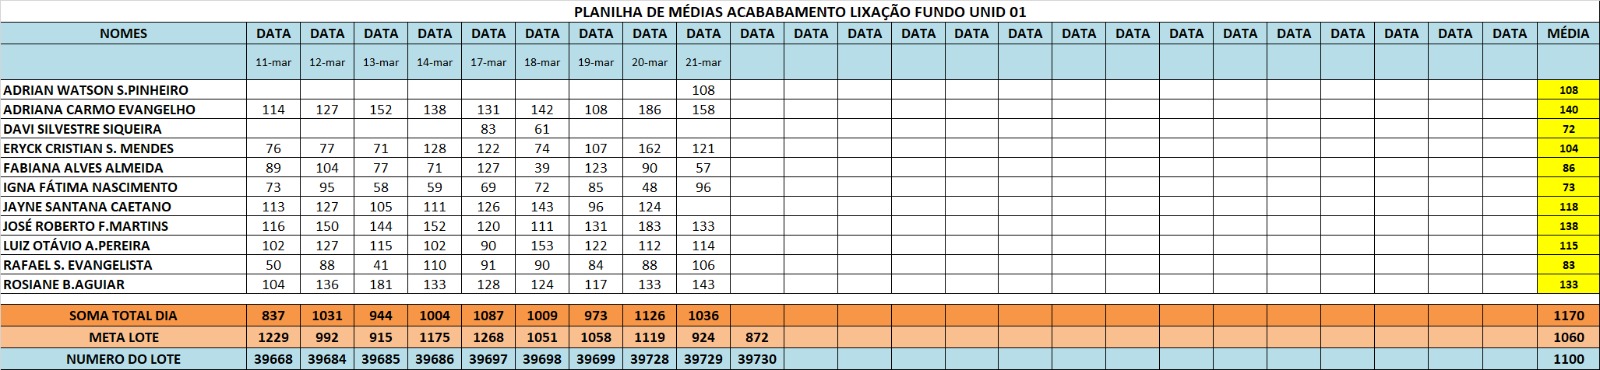 PLANILHA DE MÉDIAS ACABABAMENTO LIXAÇÃO FUNDO UNID 01
NOMES DATA DATA DATA DATA DATA DATA DATA DATA DATA DATA DATA DATA DATA DATA DATA DATA DATA DATA DATA DATA DATA DATA DATA DATA MÉDIA
11-mar 12-mar 13-mar 14-mar 17-mar 18-mar 19-mar 20-mar 21-mar
ADRIAN WATSON S.PINHEIRO 108 108
ADRIANA CARMO EVANGELHO 114 127 152 138 131 142 108 186 158 140
DAVI SILVESTRE SIQUEIRA 83 61 72
ERYCK CRISTIAN S. MENDES 76 77 71 128 122 74 107 162 121 104
FABIANA ALVES ALMEIDA 89 104 77 71 127 39 123 90 57 86
IGNA FÁTIMA NASCIMENTO 73 95 58 59 69 72 85 48 96 73
JAYNE SANTANA CAETANO 113 127 105 111 126 143 96 124 118
JOSÉ ROBERTO F.MARTINS 116 150 144 152 120 111 131 183 133 138
LUIZ OTÁVIO A.PEREIRA 102 127 115 102 90 153 122 112 114 115
RAFAEL S. EVANGELISTA 50 88 41 110 91 90 84 88 106 83
ROSIANE B.AGUIAR 104 136 181 133 128 124 117 133 143 133
SOMA TOTAL DIA 837 1031 944 1004 1087 1009 973 1126 1036 1170
META LOTE 1229 992 915 1175 1268 1051 1058 1119 924 872 1060
NUMERO DO LOTE 39668 39684 39685 39686 39697 39698 39699 39728 39729 39730 1100